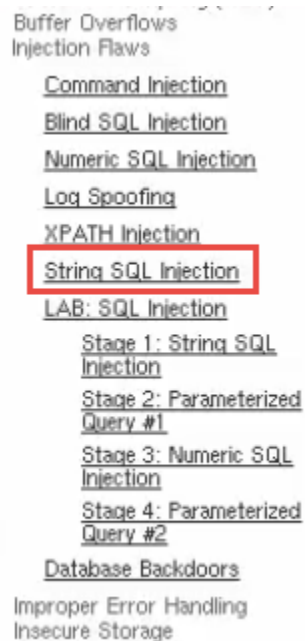 Buffer Overflows
Injection Flaws
Command Injection
Blind SQL Injection
Numeric SQL Injection
Log Spoofing
XPATH Injection
String SQL Injection
LAB: SQL Injection
Stage 1: String SQL
Injection
Stage 2: Parameterized
Query #1
Stage 3: Numeric SQL
Injection
Stage 4: Parameterized
Query #2
Database Backdoors
Improper Error Handling
Insecure Storage